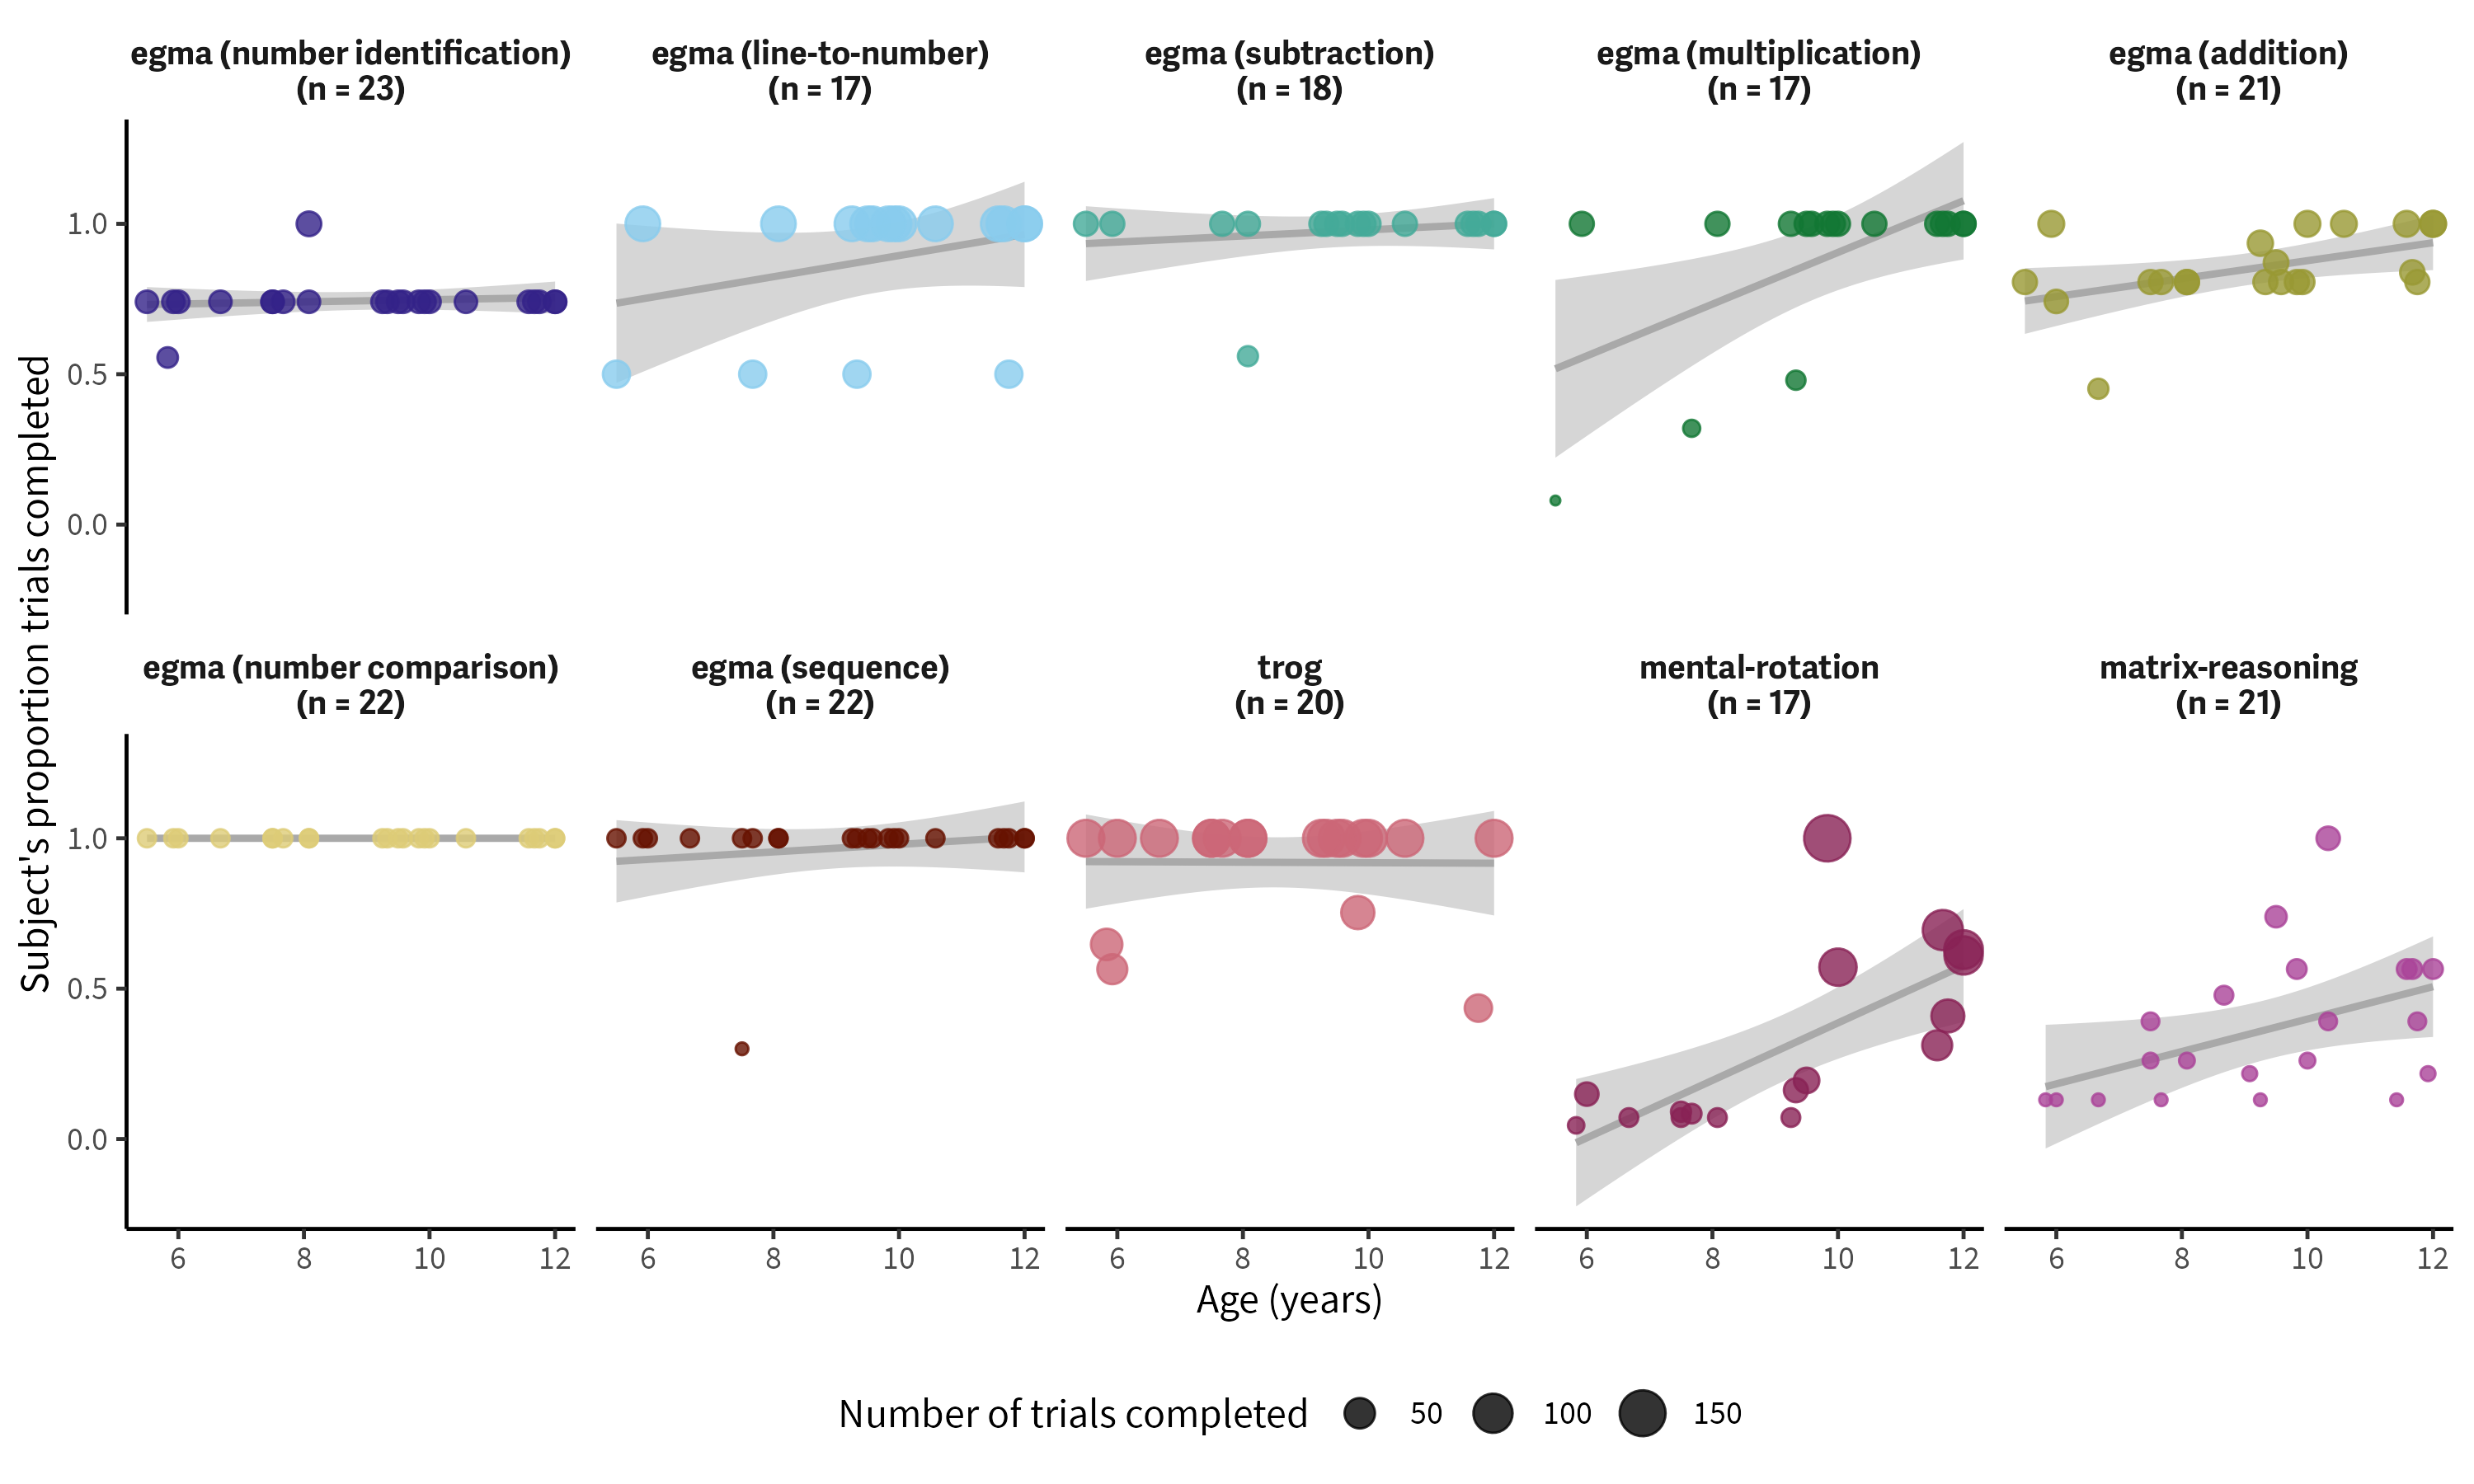 egma (number identification)
(n = 23)
egma (line-to-number)
(n = 17)
egma (subtraction)
(n = 18)
egma (multiplication)
(n = 17)
egma (addition)
(n = 21)
1.0
0.5
0.0
Subject's proportion trials completed
egma (number comparison)
(n = 22)
egma (sequence)
(n = 22)
trog
(n = 20)
mental-rotation
(n = 17)
matrix-reasoning
(n = 21)
1.0
0.5
0.0
6 8 10 12
6 8 10 12
6 8 10 12
6 8 10 12
6 8 10 12
Age (years)
Number of trials completed 50 100 150